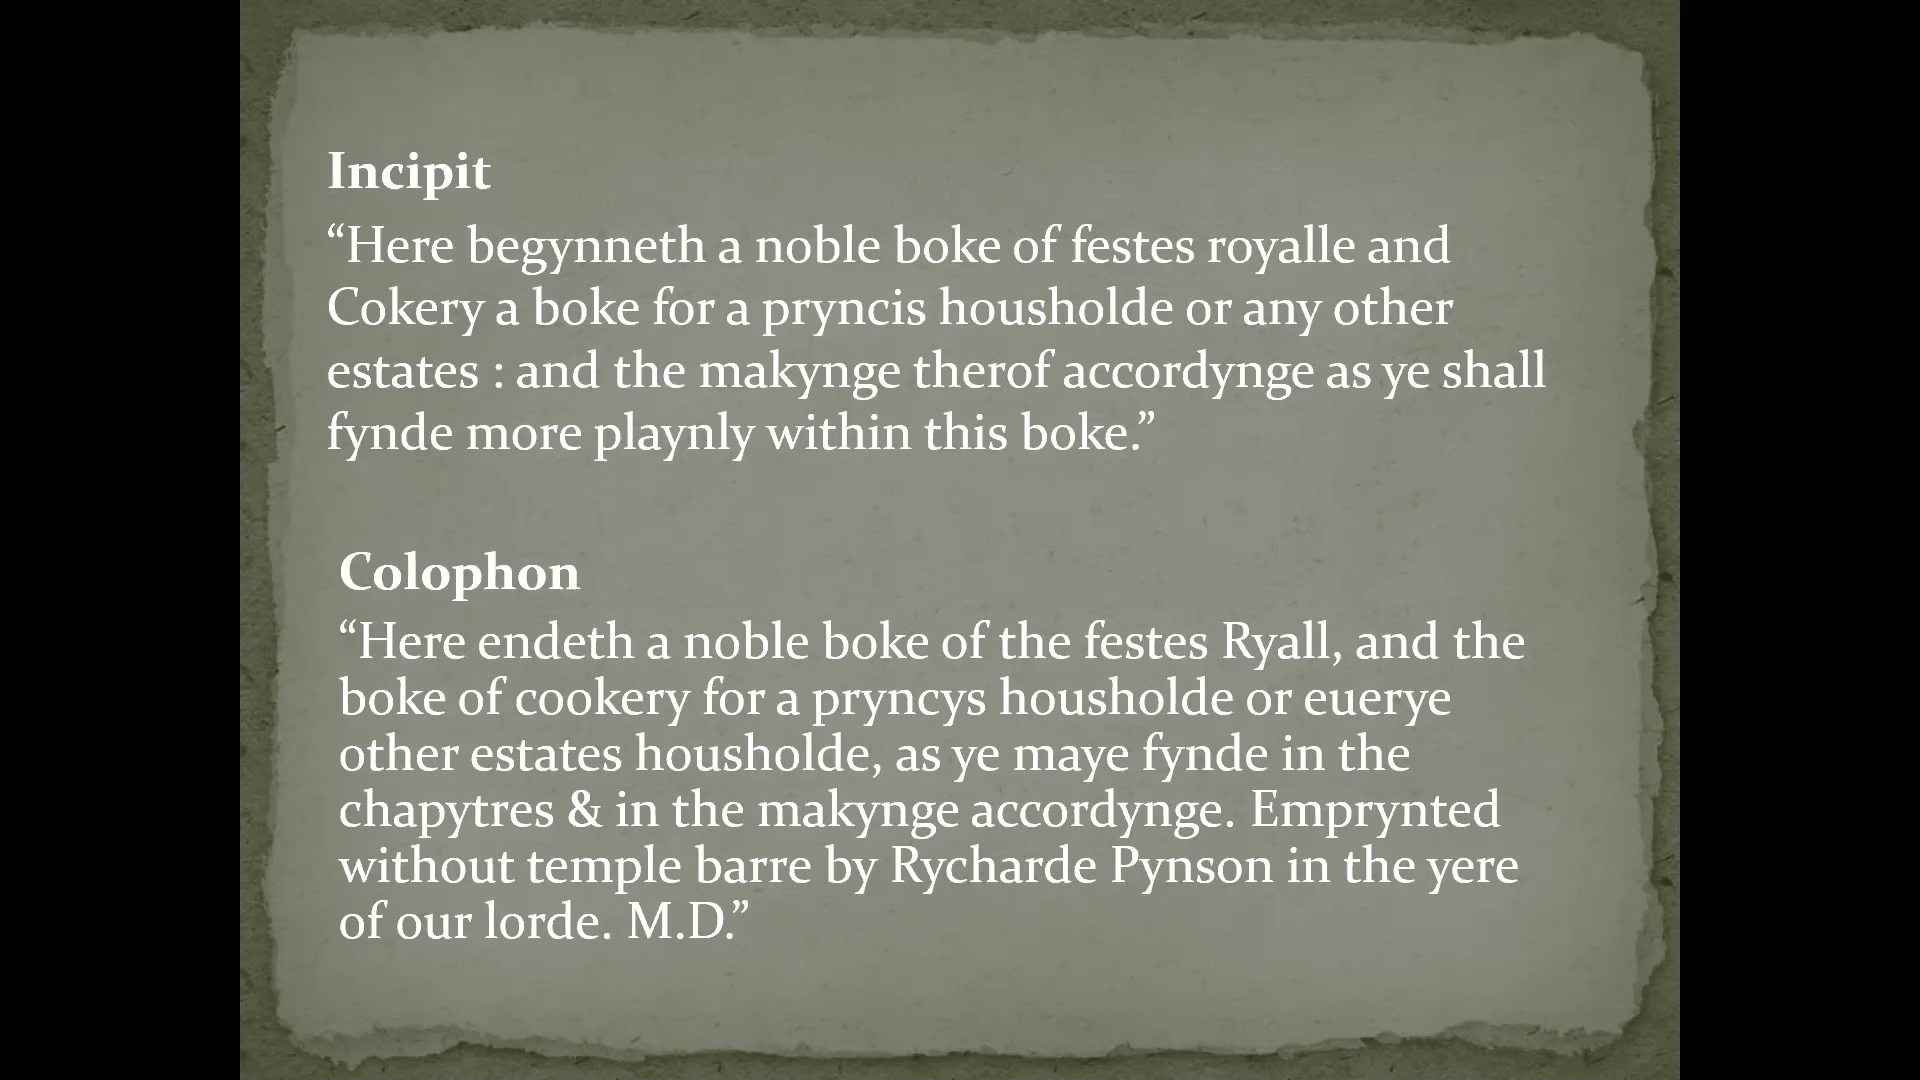 Incipit
“Here begynneth a noble boke of festes royalle and
Cokery a boke for a pryncis housholde or any other
estates : and the makynge therof accordynge as ye shall
fynde more playnly within this boke.”
Colophon
“Here endeth a noble boke of the festes Ryall, and the
boke of cookery for a pryncys housholde or euerye
other estates housholde, as ye maye fynde in the
chapytres & in the makynge accordynge. Emprynted
without temple barre by Rycharde Pynson in the yere
of our lorde. M.D.”